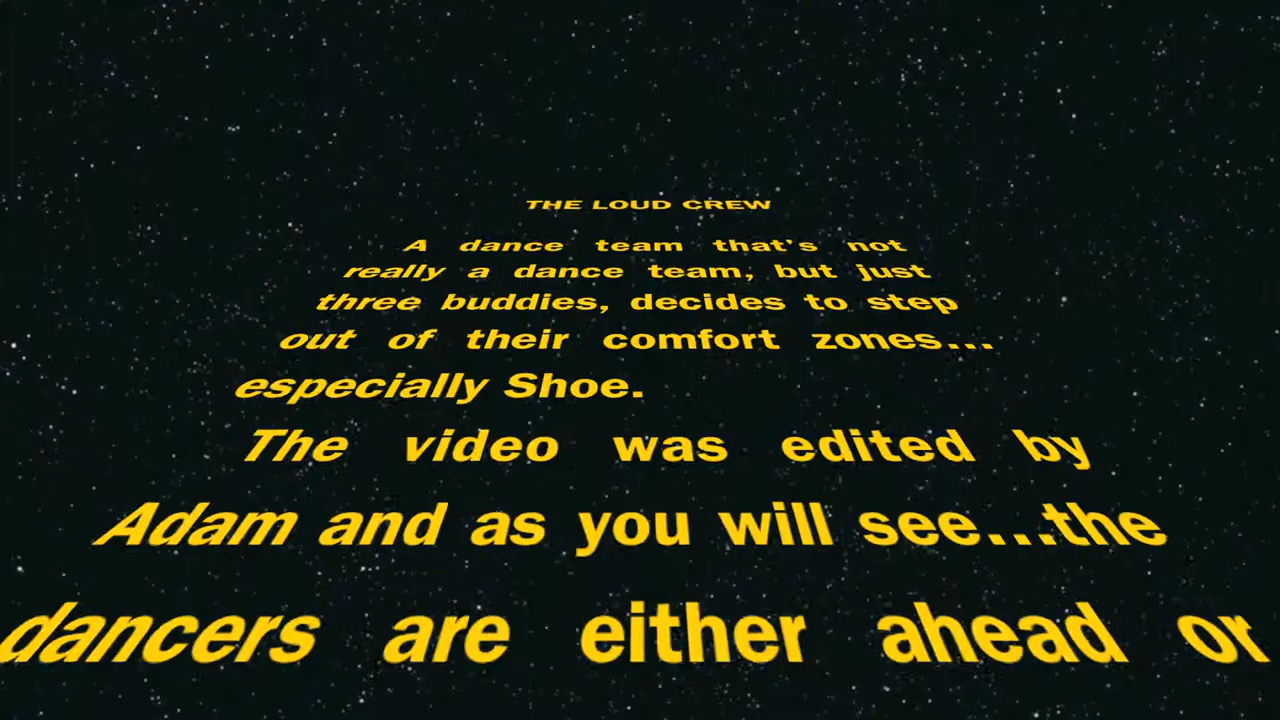 THE LOUD CREW
A dance team that's not
really a dance team, but just
three buddies, decides to step
out of their comfort zones...
especially Shoe.
The video was edited by
Adam and as you will see...the
dancers are either ahead or